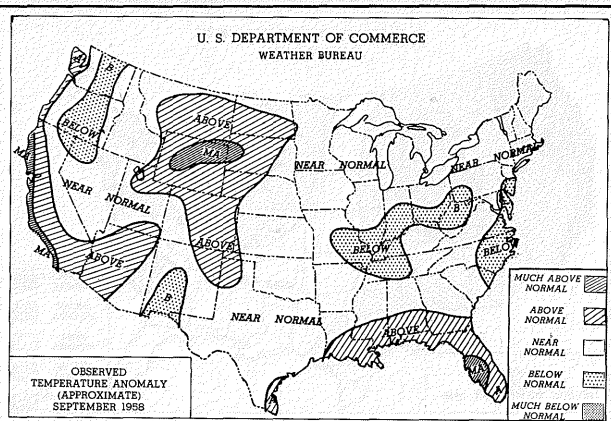 U. S. DEPARTMENT OF COMMERCE
WEATHER BUREAU
A
B
BELOW
ABOVE
MA
MA
NEAR NORMAL
NEAR NORMAL
NEAR NORMAL
ABOVE
MA
ABOVE
B
BELOW
B
BELOW
NEAR NORMAL
ABOVE
MA
A
OBSERVED
TEMPERATURE ANOMALY
(APPROXIMATE)
SEPTEMBER 1958
MUCH ABOVE
NORMAL
ABOVE
NORMAL
NEAR
NORMAL
BELOW
NORMAL
MUCH BELOW
NORMAL